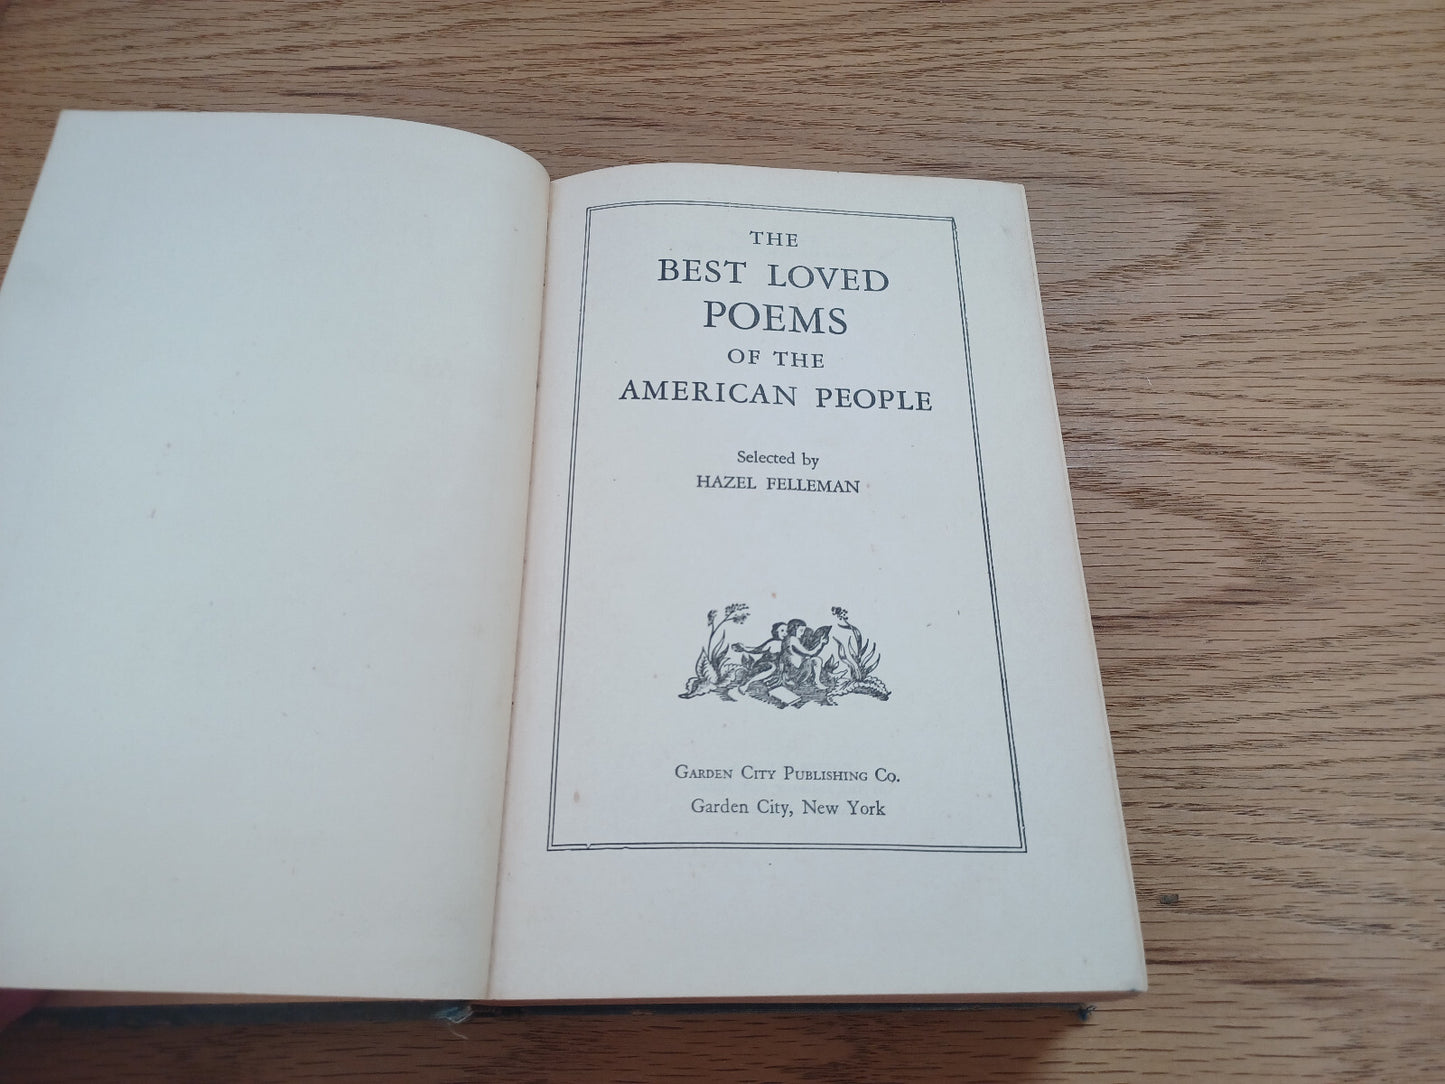 THE
BEST LOVED
POEMS
OF THE
AMERICAN PEOPLE
Selected by
HAZEL FELLEMAN
GARDEN CITY PUBLISHING CO.
Garden City, New York